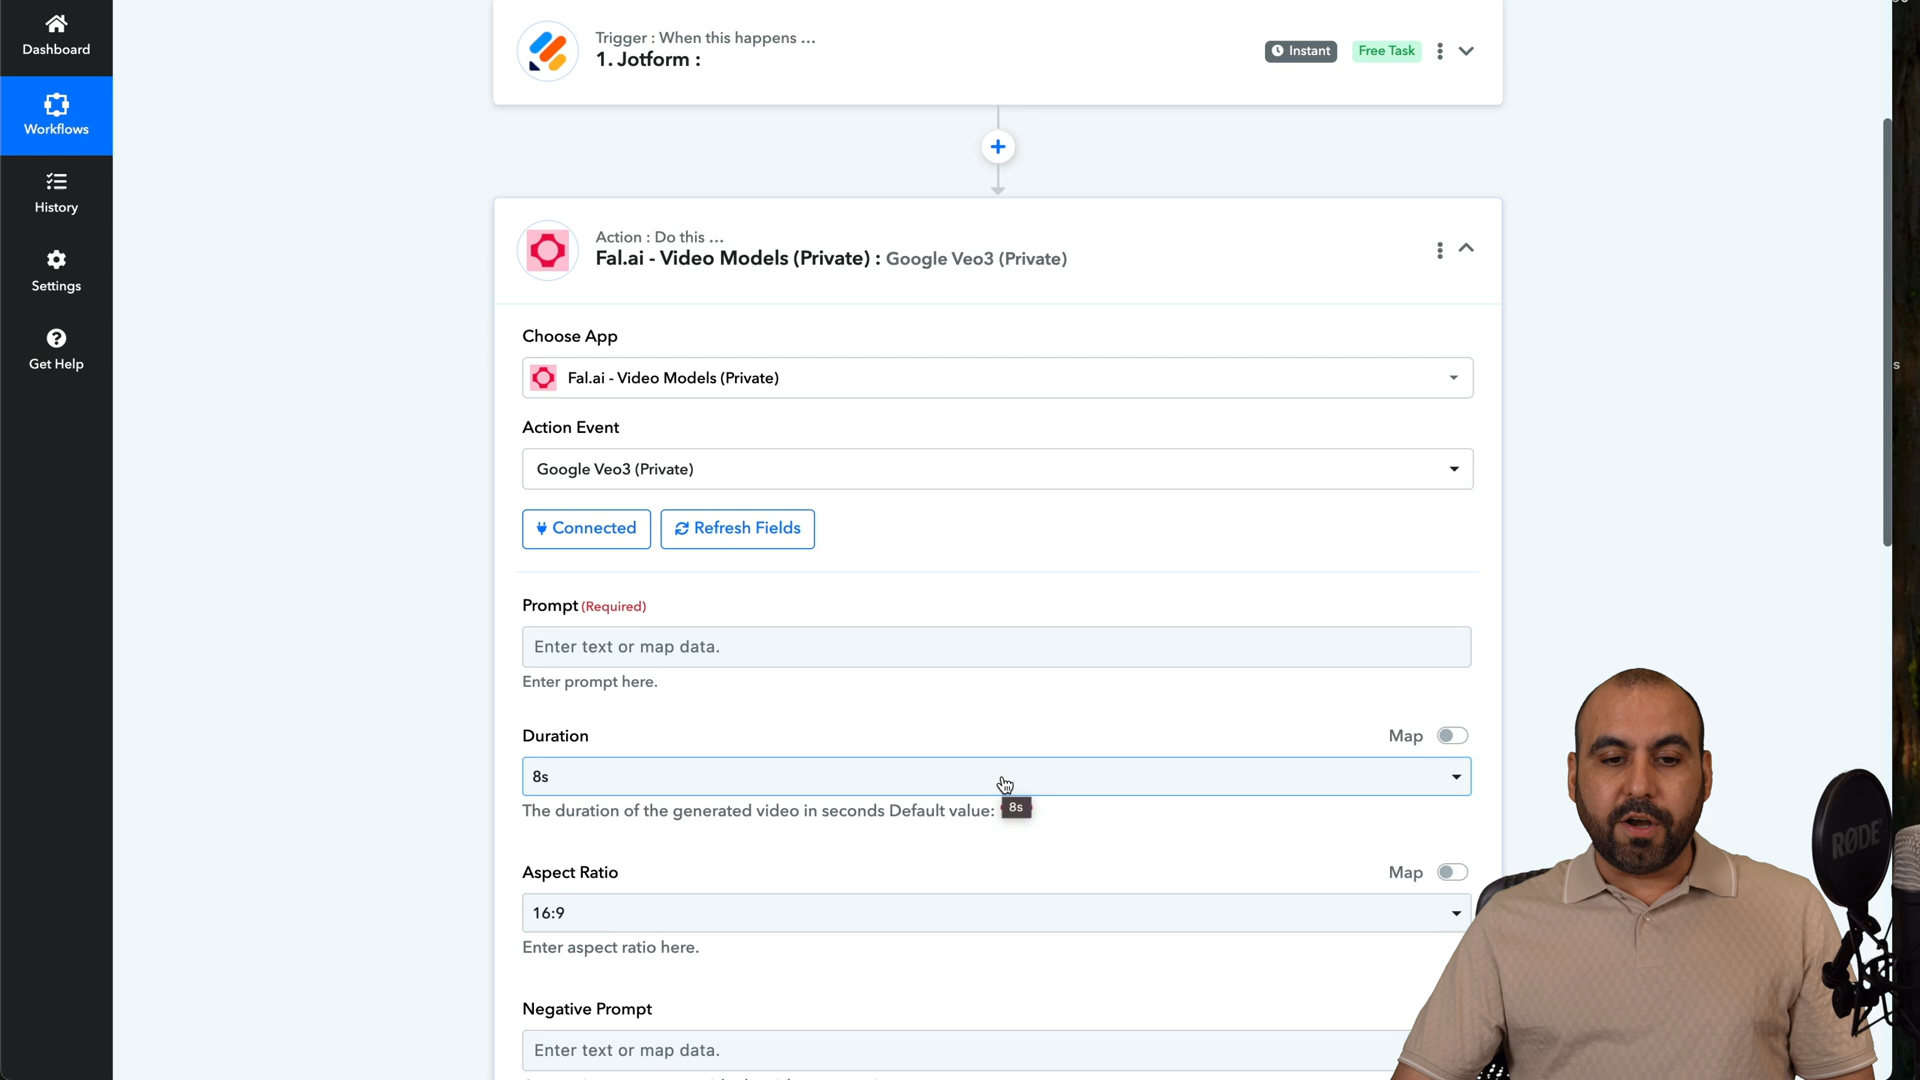 Dashboard
Workflows
History
Settings
Get Help
Trigger : When this happens ...
1. Jotform :
Instant
Free Task
Action : Do this ...
Fal.ai - Video Models (Private) : Google Veo3 (Private)
Choose App
Fal.ai - Video Models (Private)
Action Event
Google Veo3 (Private)
Connected
Refresh Fields
Prompt (Required)
Enter text or map data.
Enter prompt here.
Duration
Map
8s
The duration of the generated video in seconds Default value:
8s
Aspect Ratio
Map
16:9
Enter aspect ratio here.
Negative Prompt
Enter text or map data.
RØDE
s